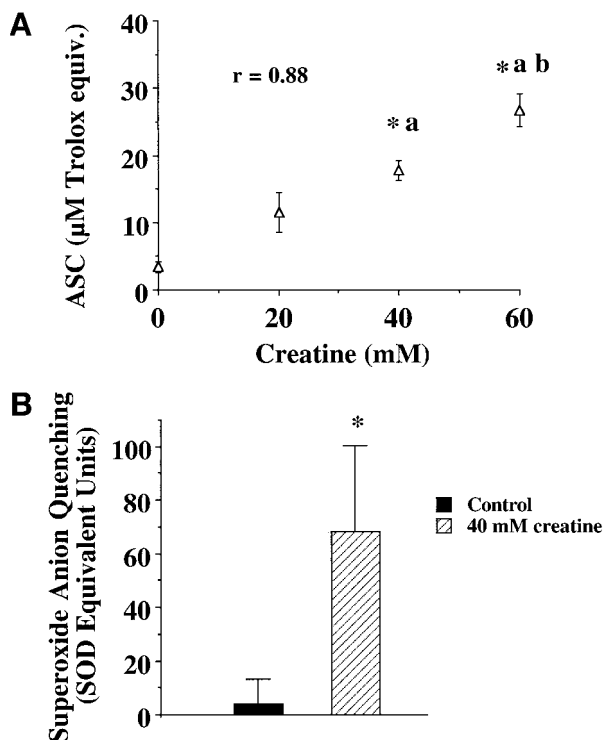 A
ASC (µM Trolox equiv.)
40
30
20
10
0
r = 0.88
* a
* a b
0 20 40 60
Creatine (mM)
B
Superoxide Anion Quenching
(SOD Equivalent Units)
100
80
60
40
20
0
*
Control
40 mM creatine